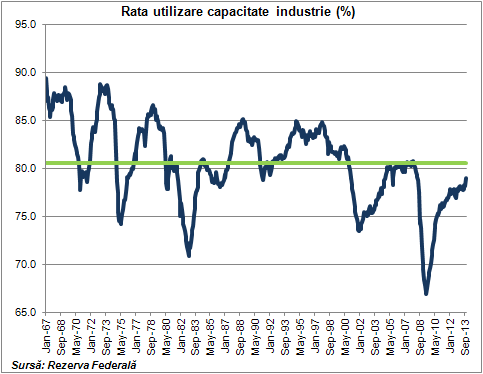 Rata utilizare capacitate industrie (%)
95.0
90.0
85.0
80.0
75.0
70.0
65.0
Jan-67
Sep-68
May-70
Jan-72
Sep-73
May-75
Jan-77
Sep-78
May-80
Jan-82
Sep-83
May-85
Jan-87
Sep-88
May-90
Jan-92
Sep-93
May-95
Jan-97
Sep-98
May-00
Jan-02
Sep-03
May-05
Jan-07
Sep-08
May-10
Jan-12
Sep-13
Sursă: Rezerva Federală